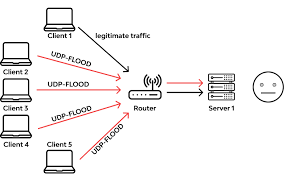 Client 1
legitimate traffic
UDP-FLOOD
Client 2
UDP-FLOOD
Client 3
UDP-FLOOD
Router
Server 1
Client 4
UDP-FLOOD
Client 5